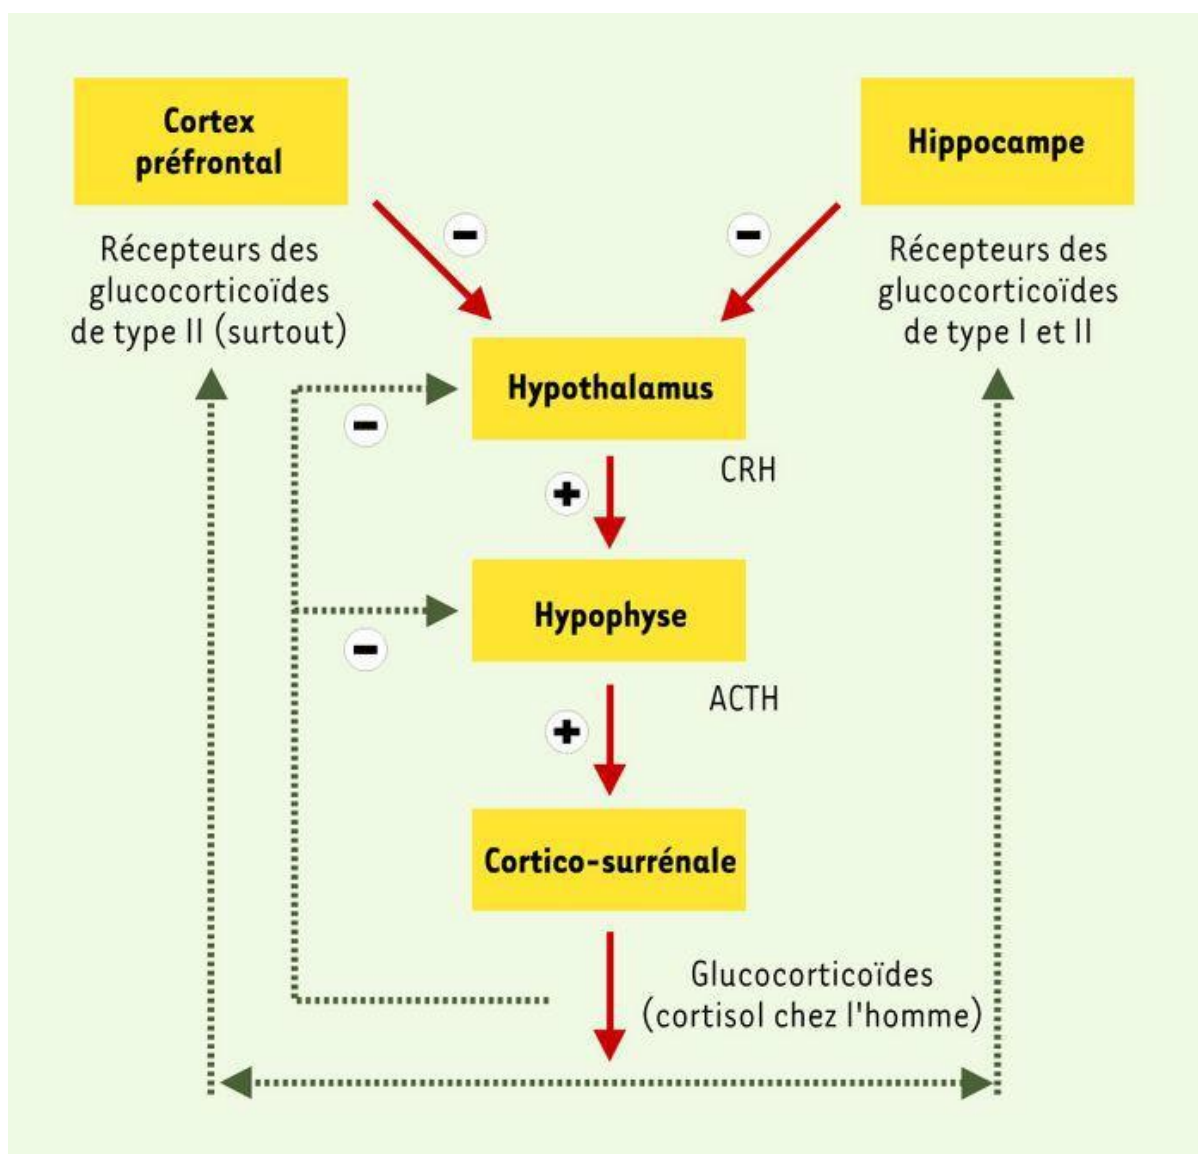 Cortex
préfrontal
Hippocampe
Récepteurs des
glucocorticoïdes
de type II (surtout)
Récepteurs des
glucocorticoïdes
de type I et II
Hypothalamus
CRH
Hypophyse
ACTH
Cortico-surrénale
Glucocorticoïdes
(cortisol chez l'homme)